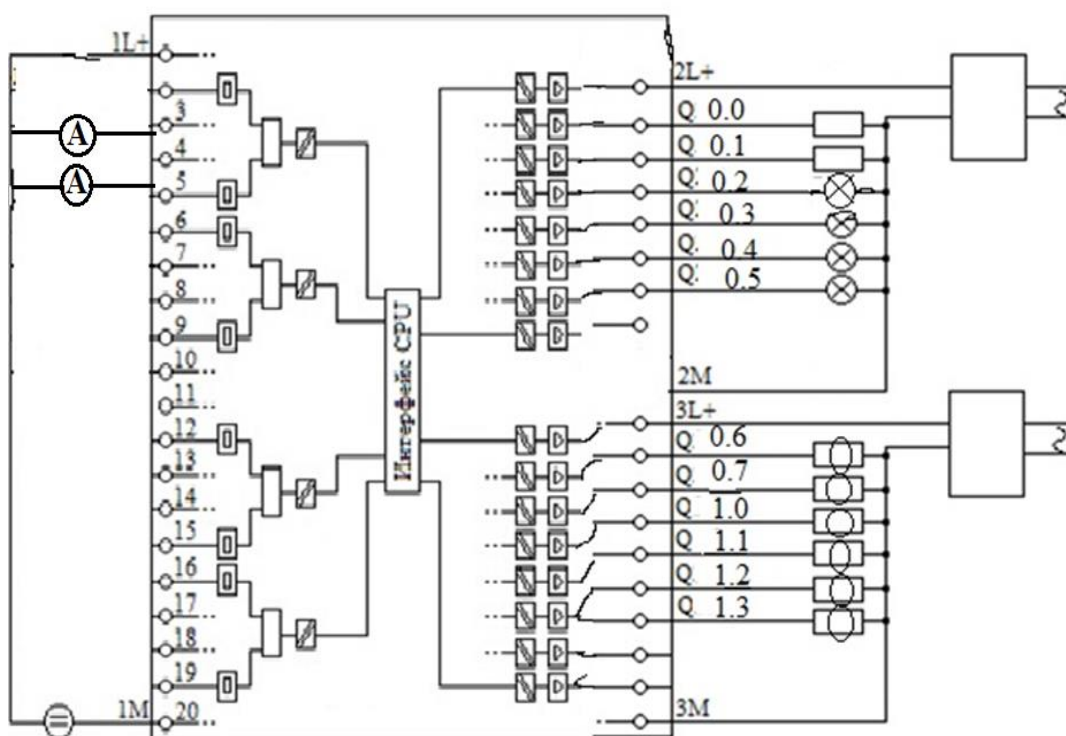 1L+
A
A
3
4
5
6
7
8
9
10
11
12
13
14
15
16
17
18
19
1M 20
Интерфейс CPU
2L+
Q 0.0
Q 0.1
Q 0.2
Q 0.3
Q 0.4
Q 0.5
2M
3L+
Q 0.6
Q 0.7
Q 1.0
Q 1.1
Q 1.2
Q 1.3
3M